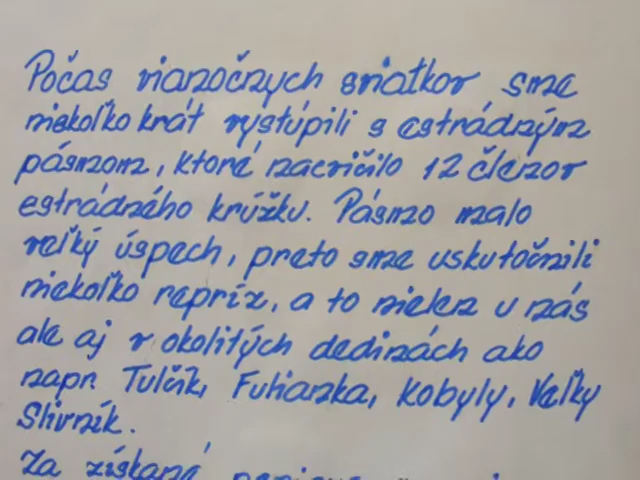 Počas vianočných sviatkov sme
niekoľko krát vystúpili s estrádnym
pásmom, ktoré nacvičilo 12 členov
estrádneho krúžku. Pásmo malo
veľký úspech, preto sme uskutočnili
niekoľko repríz, a to nielen u nás
ale aj v okolitých dedinách ako
napr. Tulčík, Fulianka, Kobyly, Veľký
Slivník.
Za získané